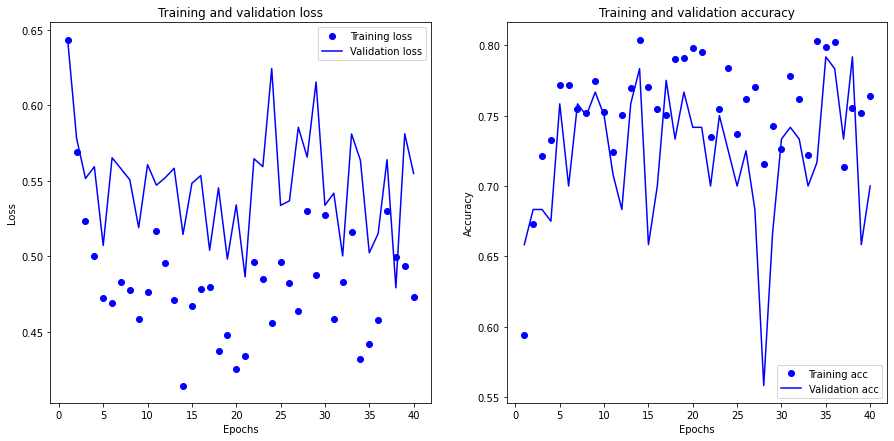 Training and validation loss
0.65
0.60
0.55
0.50
0.45
Loss
Training loss
Validation loss
0 5 10 15 20 25 30 35 40
Epochs
Training and validation accuracy
0.80
0.75
0.70
0.65
0.60
0.55
Accuracy
Training acc
Validation acc
0 5 10 15 20 25 30 35 40
Epochs